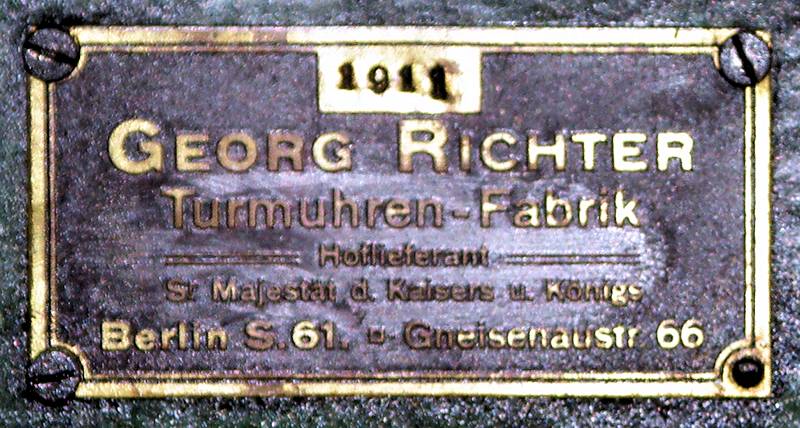 1911
GEORG RICHTER
Turmuhren-Fabrik
Hoflieferant
Sr Majestät d. Kaisers u. Königs
Berlin S. 61. Gneisenaustr 66